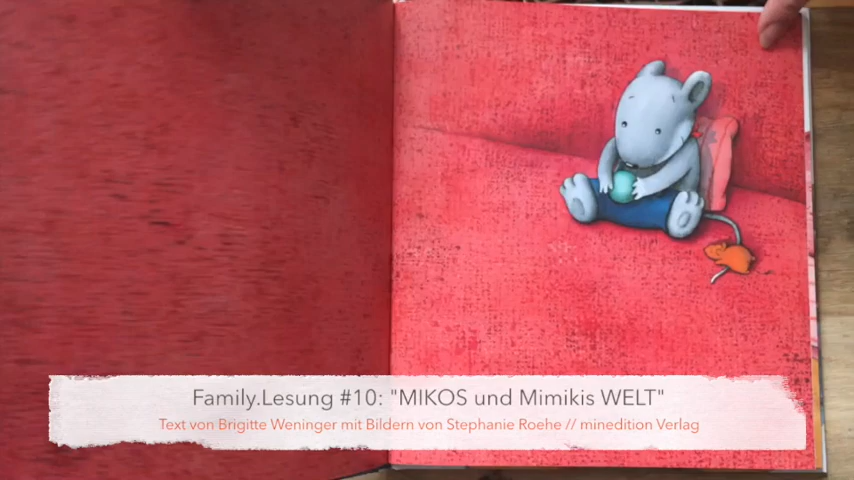 Family.Lesung #10: "MIKOS und Mimikis WELT"
Text von Brigitte Weninger mit Bildern von Stephanie Roehe // minedition Verlag